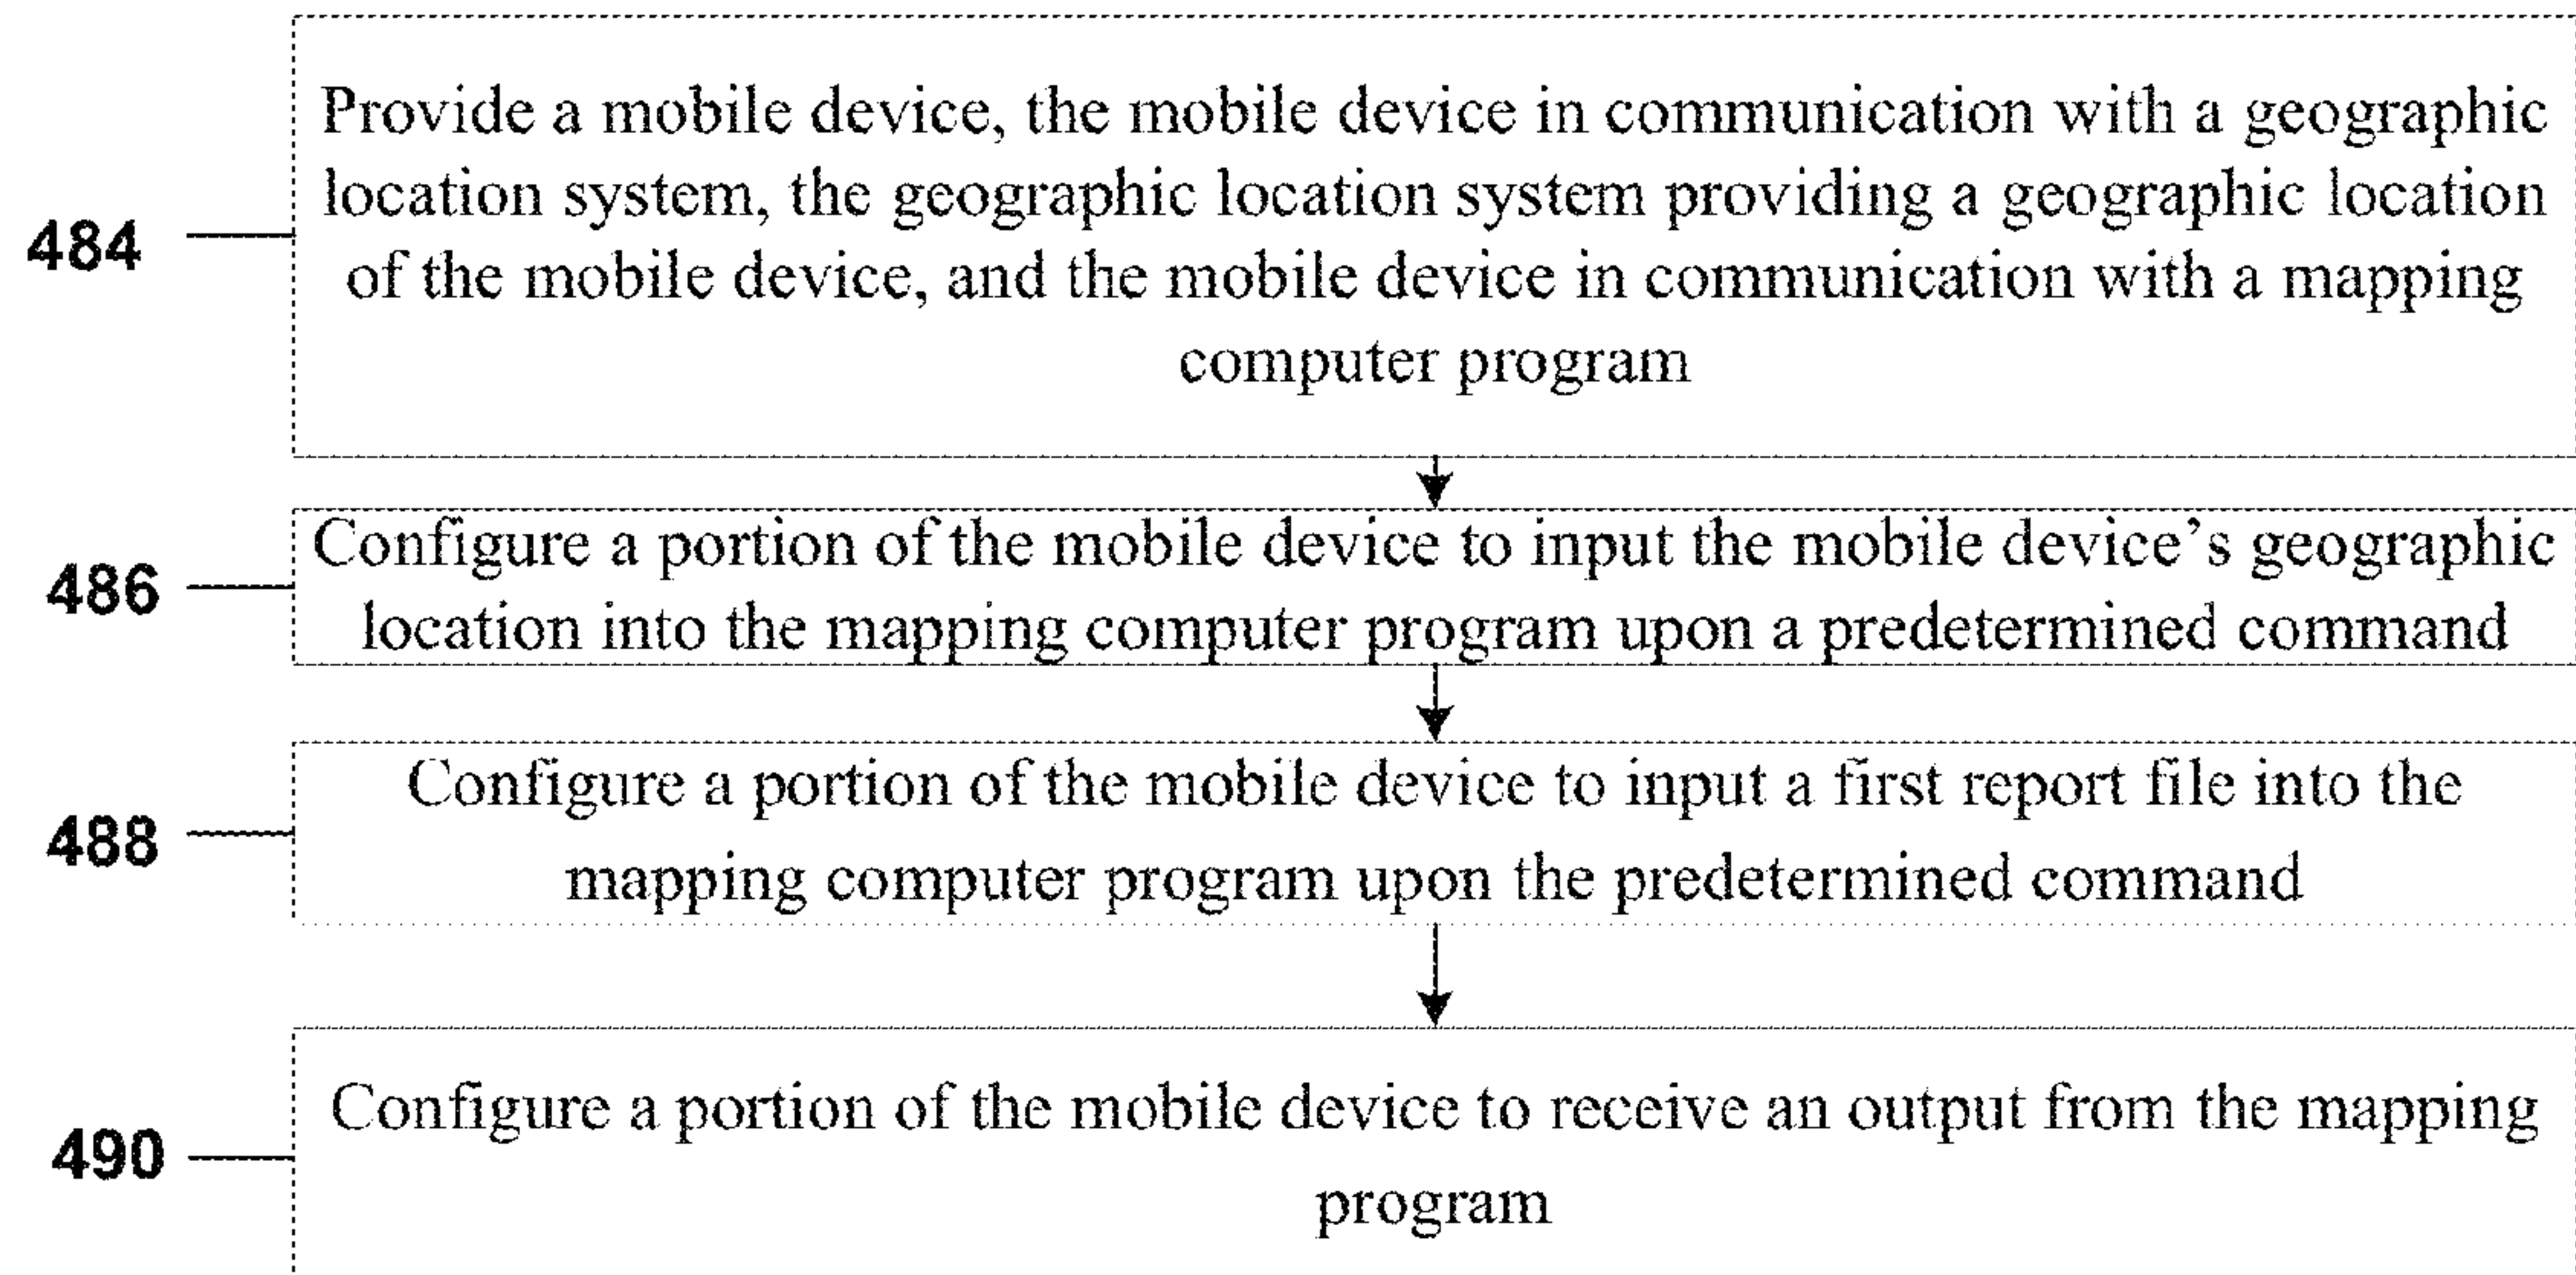 Provide a mobile device, the mobile device in communication with a geographic
location system, the geographic location system providing a geographic location
484
of the mobile device, and the mobile device in communication with a mapping
computer program
Configure a portion of the mobile device to input the mobile device’s geographic
486
location into the mapping computer program upon a predetermined command
Configure a portion of the mobile device to input a first report file into the
488
mapping computer program upon the predetermined command
Configure a portion of the mobile device to receive an output from the mapping
490
program